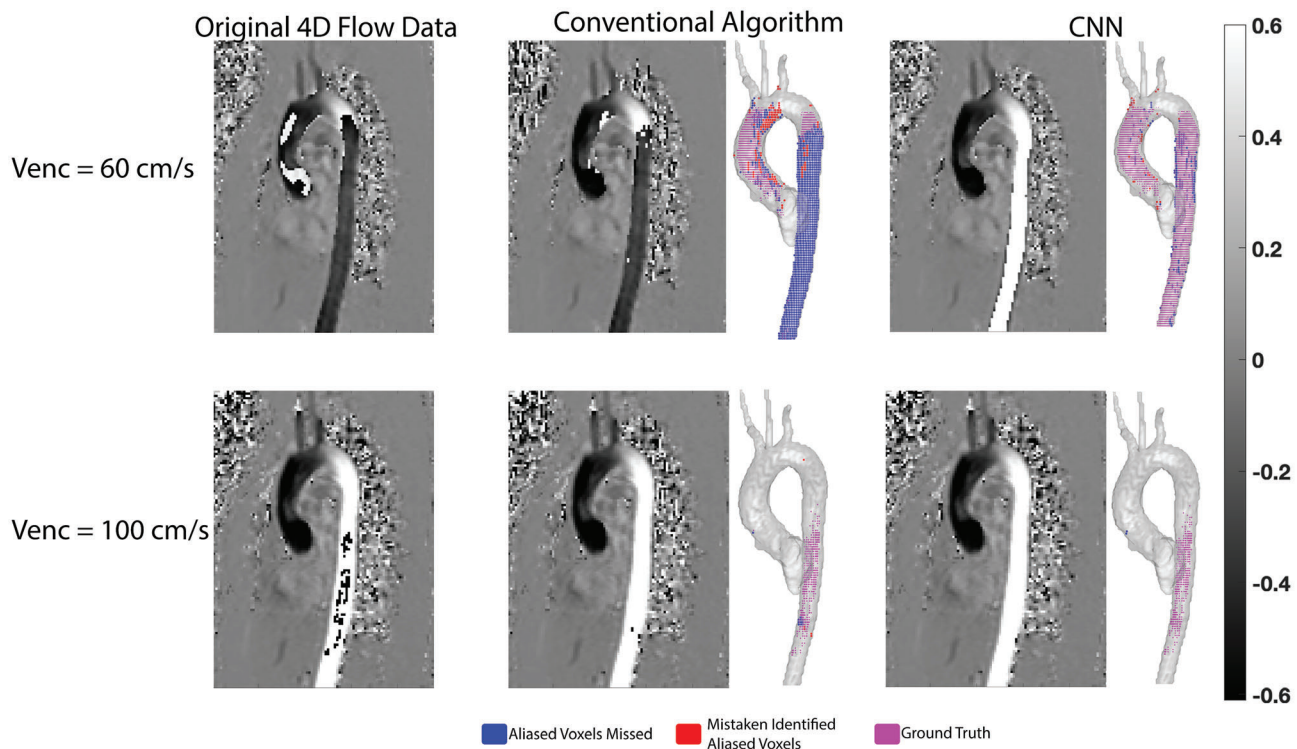 Original 4D Flow Data
Conventional Algorithm
CNN
Venc = 60 cm/s
Venc = 100 cm/s
0.6
0.4
0.2
0
-0.2
-0.4
-0.6
Aliased Voxels Missed
Mistaken Identified
Aliased Voxels
Ground Truth